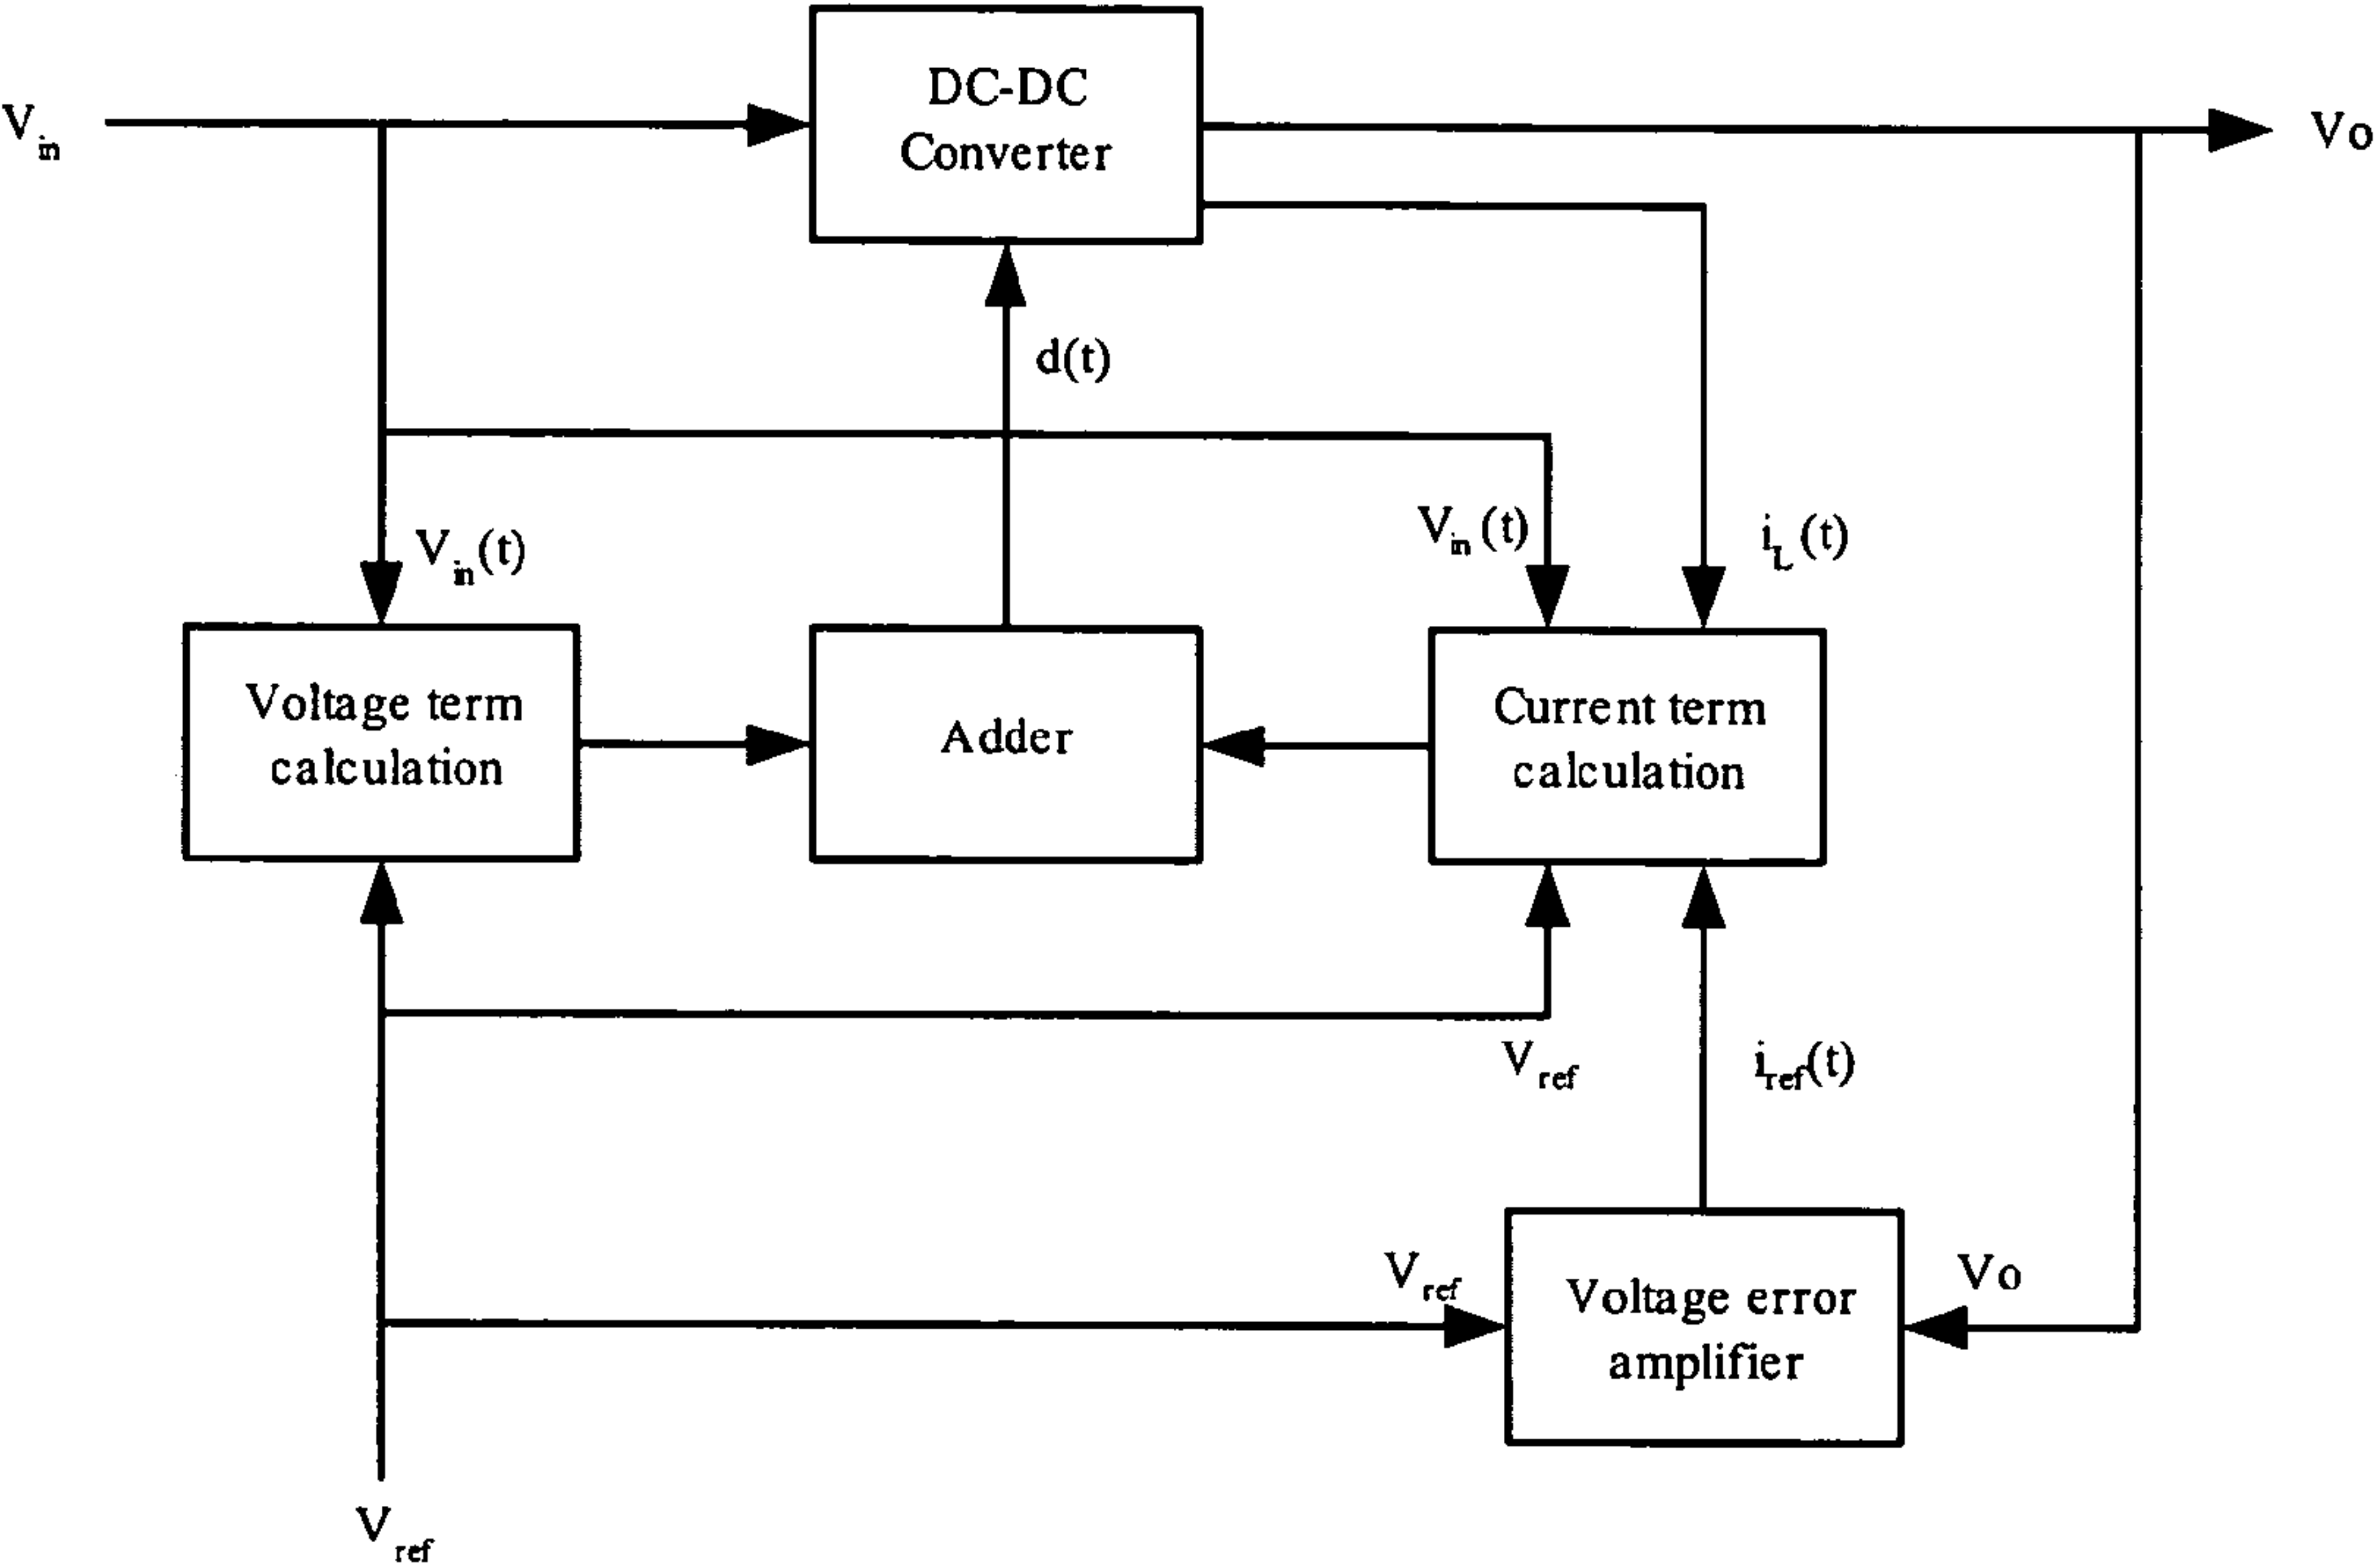 DC-DC
Converter
V_in
Vo
d(t)
V_in(t)
V_in(t)
i_L(t)
Voltage term
calculation
Adder
Current term
calculation
V_ref
i_ref(t)
V_ref
Vo
Voltage error
amplifier
V_ref